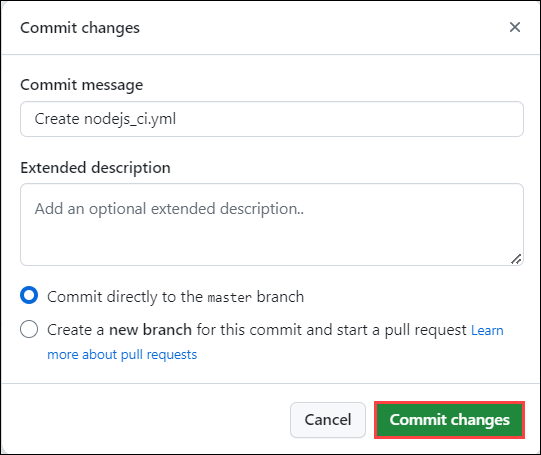 Commit changes
Commit message
Create nodejs_ci.yml
Extended description
Add an optional extended description..
Commit directly to the master branch
Create a new branch for this commit and start a pull request Learn
more about pull requests
Cancel
Commit changes